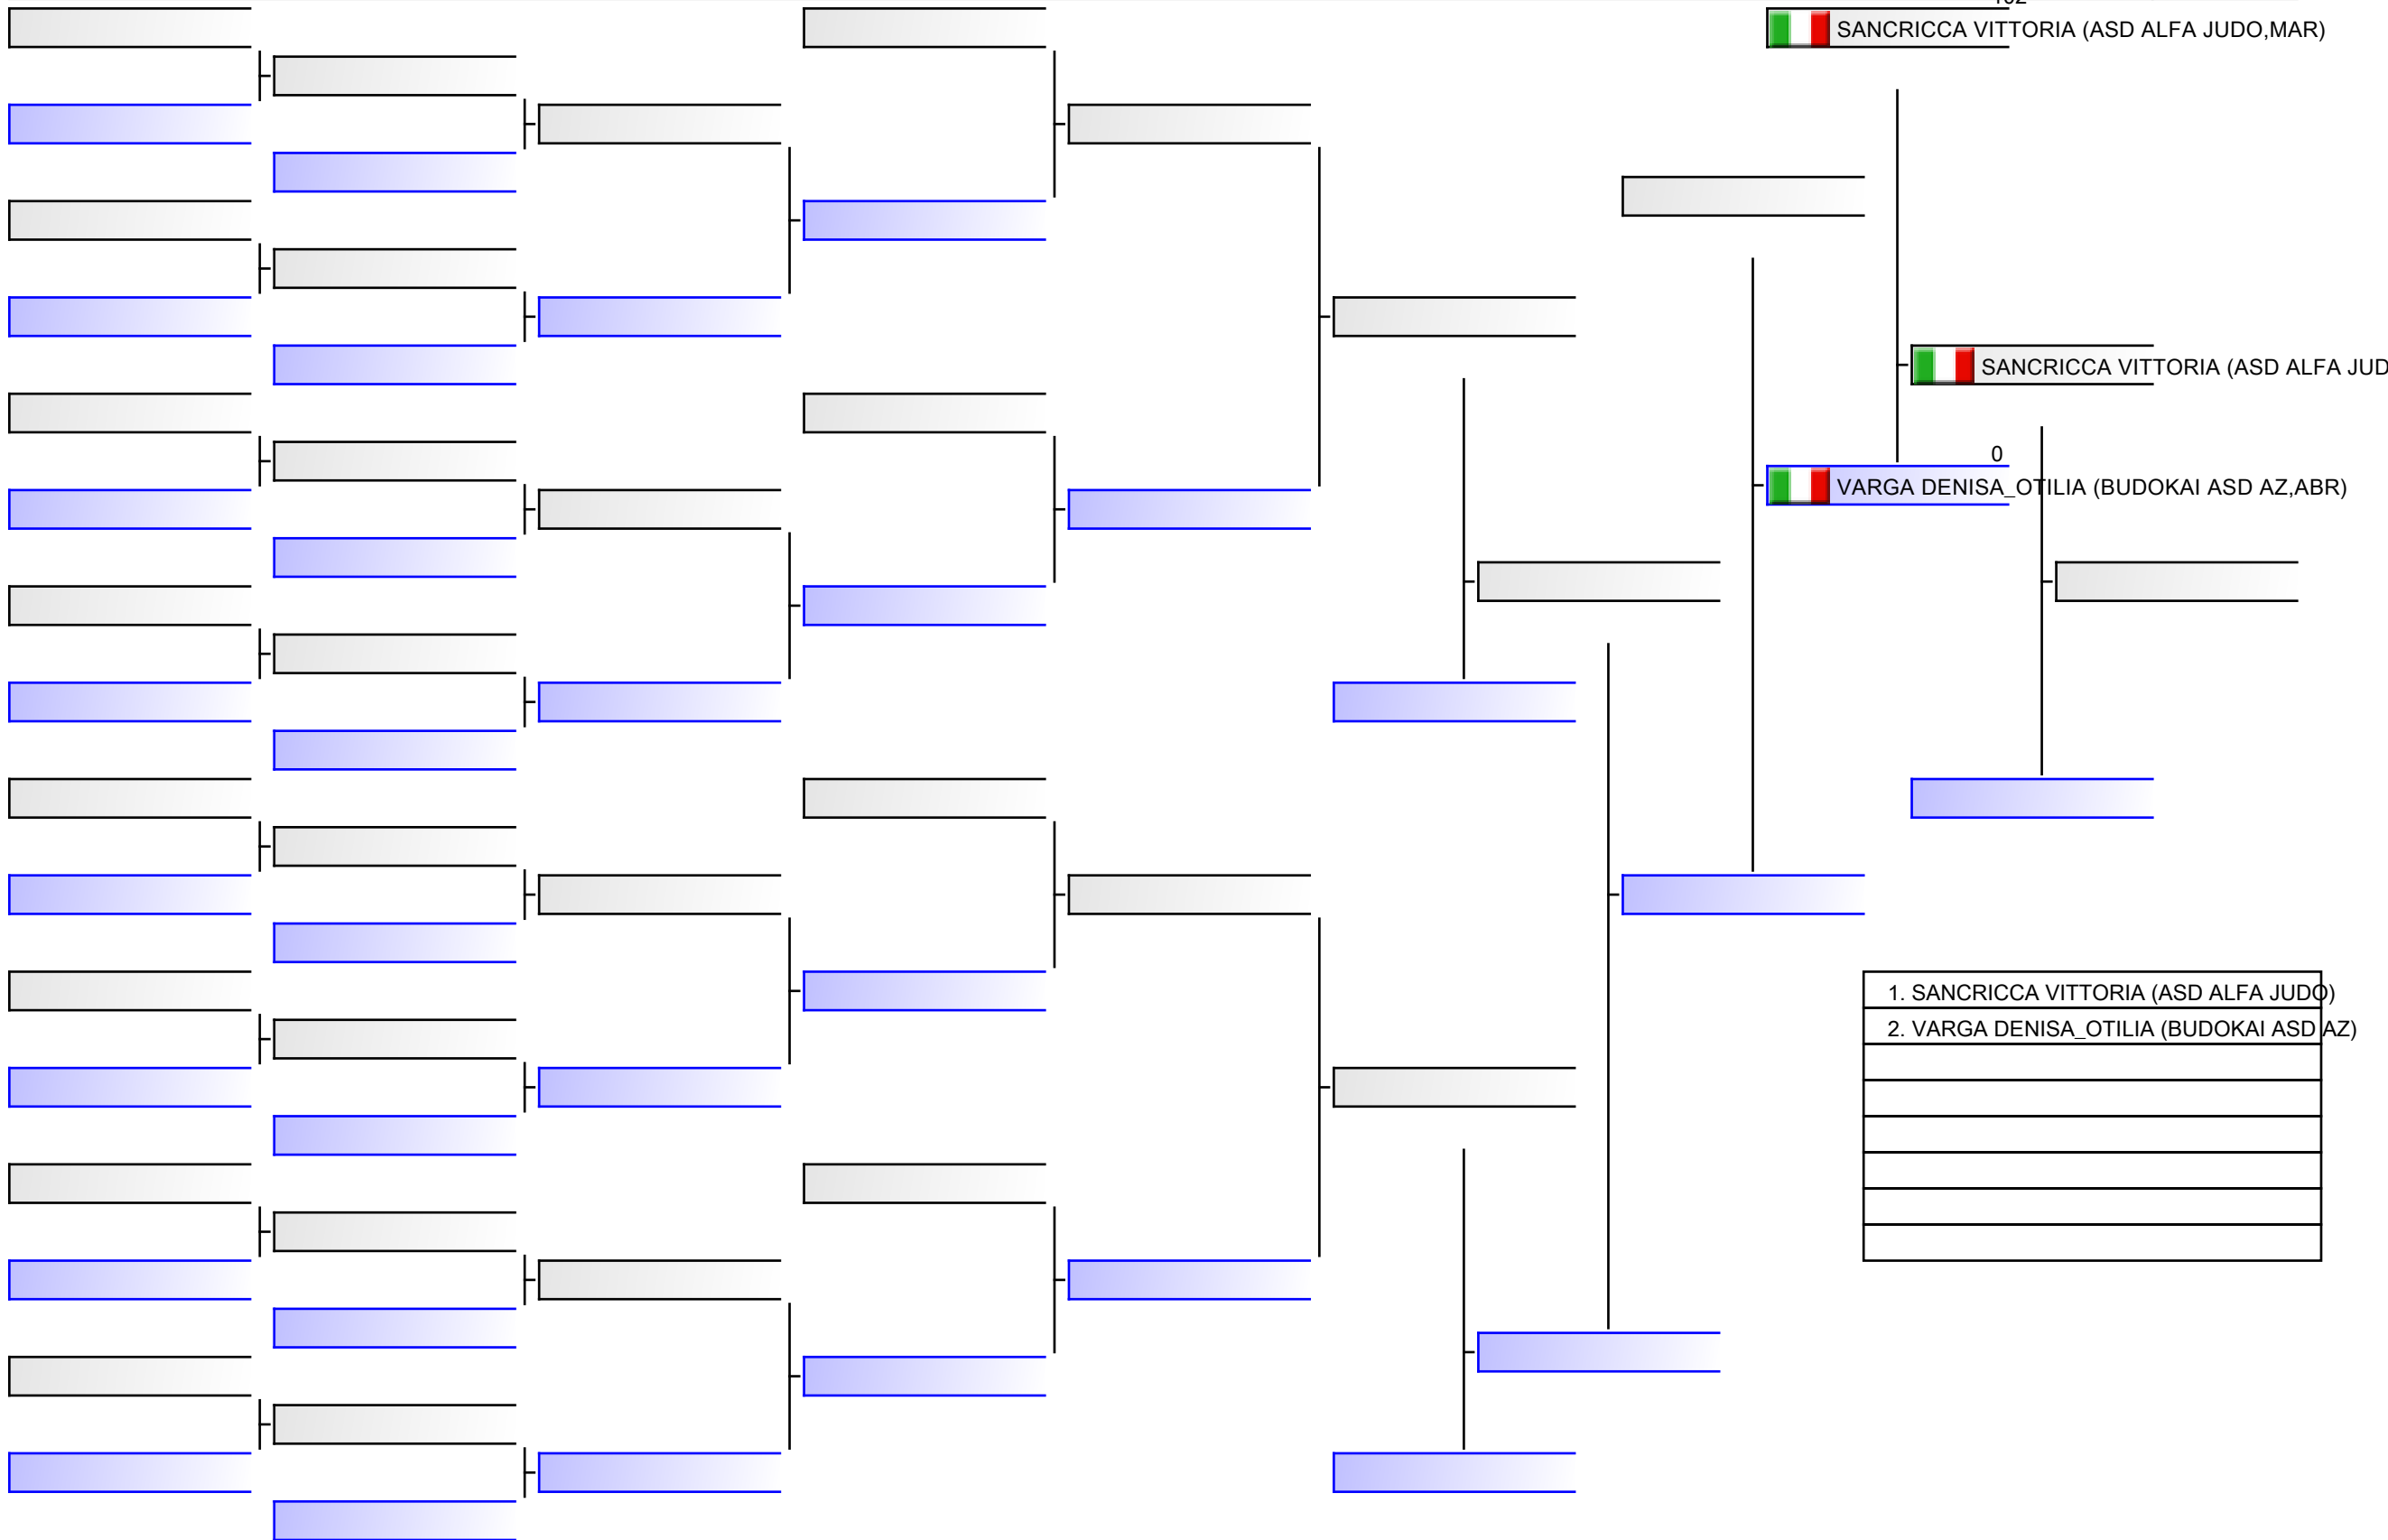 SANCRICCA VITTORIA (ASD ALFA JUDO,MAR)
SANCRICCA VITTORIA (ASD ALFA JUD
0
VARGA DENISA_OTILIA (BUDOKAI ASD AZ,ABR)
1. SANCRICCA VITTORIA (ASD ALFA JUDO)
2. VARGA DENISA_OTILIA (BUDOKAI ASD AZ)